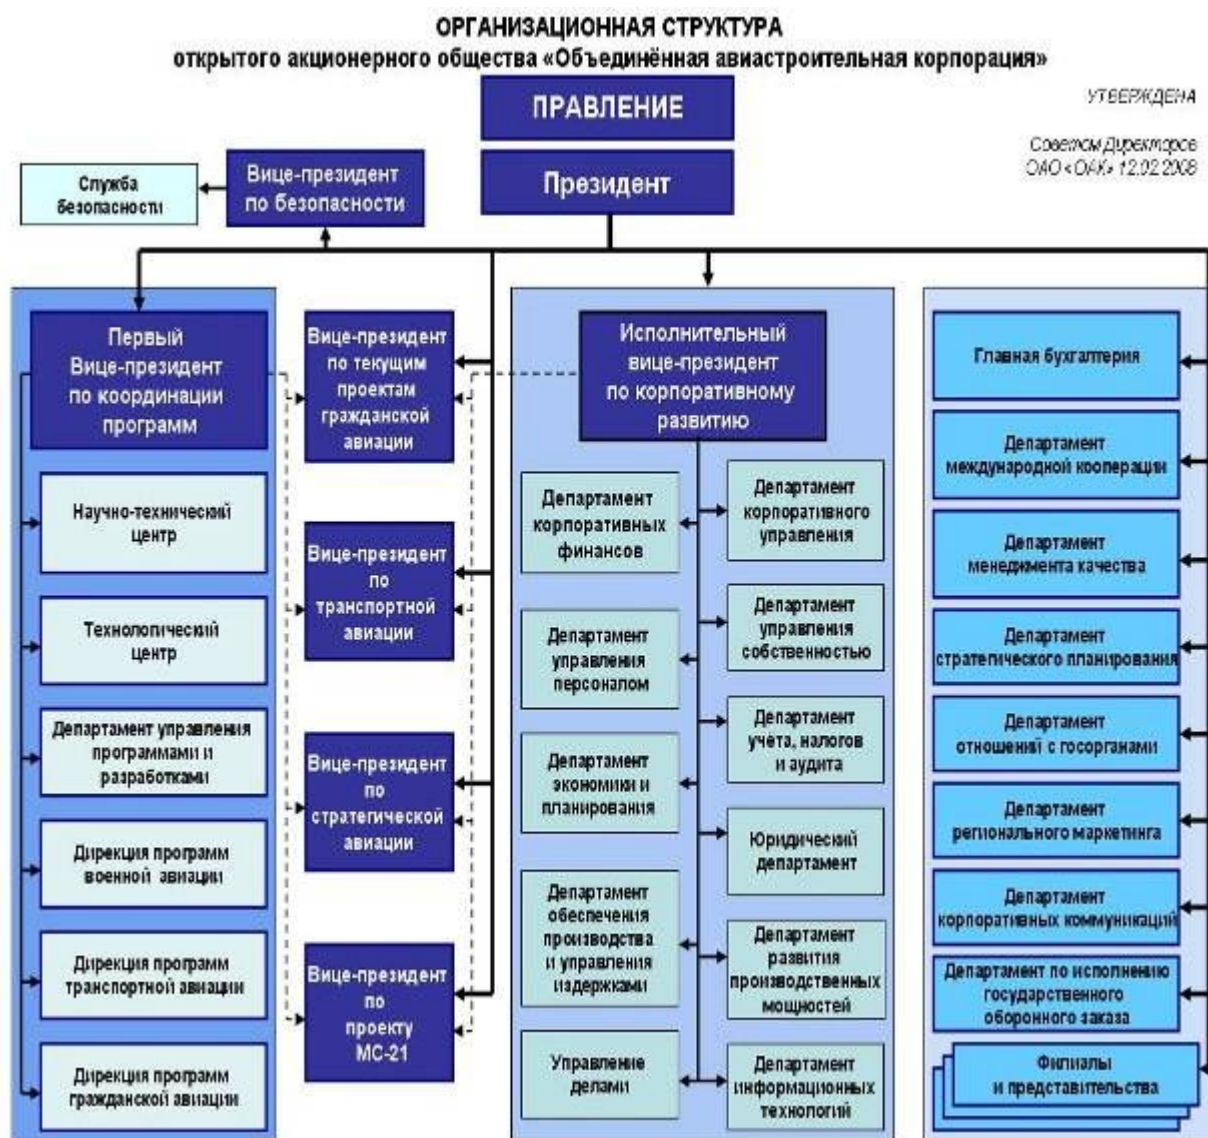 ОРГАНИЗАЦИОННАЯ СТРУКТУРА
открытого акционерного общества «Объединённая авиастроительная корпорация»
ПРАВЛЕНИЕ
УТВЕРЖДЕНА
Советом Директоров
ОАО «ОАК» 12.02.2008
Президент
Вице-президент
по безопасности
Служба
безопасности
Первый
Вице-президент
по координации
программ
Научно-технический
центр
Технологический
центр
Департамент управления
программами и
разработками
Дирекция программ
военной авиации
Дирекция программ
транспортной авиации
Дирекция программ
гражданской авиации
Вице-президент
по текущим
проектам
гражданской
авиации
Вице-президент
по
транспортной
авиации
Вице-президент
по
стратегической
авиации
Вице-президент
по
проекту
МС-21
Исполнительный
вице-президент
по корпоративному
развитию
Департамент
корпоративных
финансов
Департамент
управления
персоналом
Департамент
экономики и
планирования
Департамент
обеспечения
производства
и управления
издержками
Управление
делами
Департамент
корпоративного
управления
Департамент
управления
собственностью
Департамент
учёта, налогов
и аудита
Юридический
департамент
Департамент
развития
производственных
мощностей
Департамент
информационных
технологий
Главная бухгалтерия
Департамент
международной кооперации
Департамент
менеджмента качества
Департамент
стратегического планирования
Департамент
отношений с госорганами
Департамент
регионального маркетинга
Департамент
корпоративных коммуникаций
Департамент по исполнению
государственного
оборонного заказа
Филиалы
и представительства